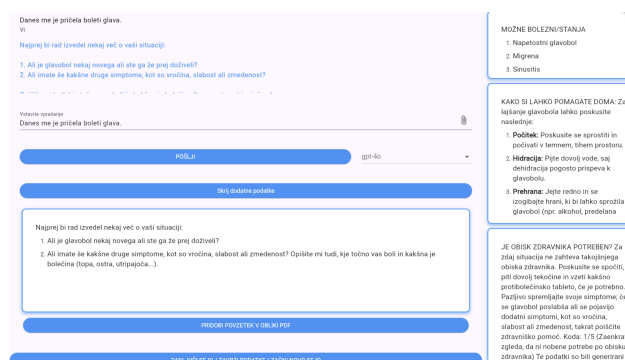 Danes me je pričela boleti glava.
Vi
Najprej bi rad izvedel nekaj več o vaši situaciji:
1. Ali je glavobol nekaj novega ali ste ga že prej doživeli?
2. Ali imate še kakšne druge simptome, kot so vročina, slabost ali zmedenost?
Vstavite vprašanje
Danes me je pričela boleti glava.
POŠLJI
gpt-4o
Skrij dodatne podatke
Najprej bi rad izvedel nekaj več o vaši situaciji:
1. Ali je glavobol nekaj novega ali ste ga že prej doživeli?
2. Ali imate še kakšne druge simptome, kot so vročina, slabost ali zmedenost? Opišite mi tudi, kje točno vas boli in kakšna je
bolečina (topa, ostra, utripajoča...).
PRIDOBI POVZETEK V OBLIKI PDF
MOŽNE BOLEZNI/STANJA
1. Napetostni glavobol
2. Migrena
3. Sinusitis
KAKO SI LAHKO POMAGATE DOMA: Za
lajšanje glavobola lahko poskusite
naslednje:
1. Počitek: Poskusite se sprostiti in
počivati v temnem, tihem prostoru.
2. Hidracija: Pijte dovolj vode, saj
dehidracija pogosto prispeva k
glavobolu.
3. Prehrana: Jejte redno in se
izogibajte hrani, ki bi lahko sprožila
glavobol (npr. alkohol, predelana
JE OBISK ZDRAVNIKA POTREBEN? Za
zdaj situacija ne zahteva takojšnjega
obiska zdravnika. Poskusite se spočiti,
piti dovolj tekočine in vzeti kakšno
protibolečinsko tableto, če je potrebno.
Pazljivo spremljajte svoje simptome; če
se glavobol poslabša ali se pojavijo
dodatni simptomi, kot so vročina,
slabost ali zmedenost, takrat poiščite
zdravniško pomoč. Koda: 1/5 (Zaenkrat
zgleda, da ni nobene potrebe po obisku
zdravnika) Te podatki so bili generirani